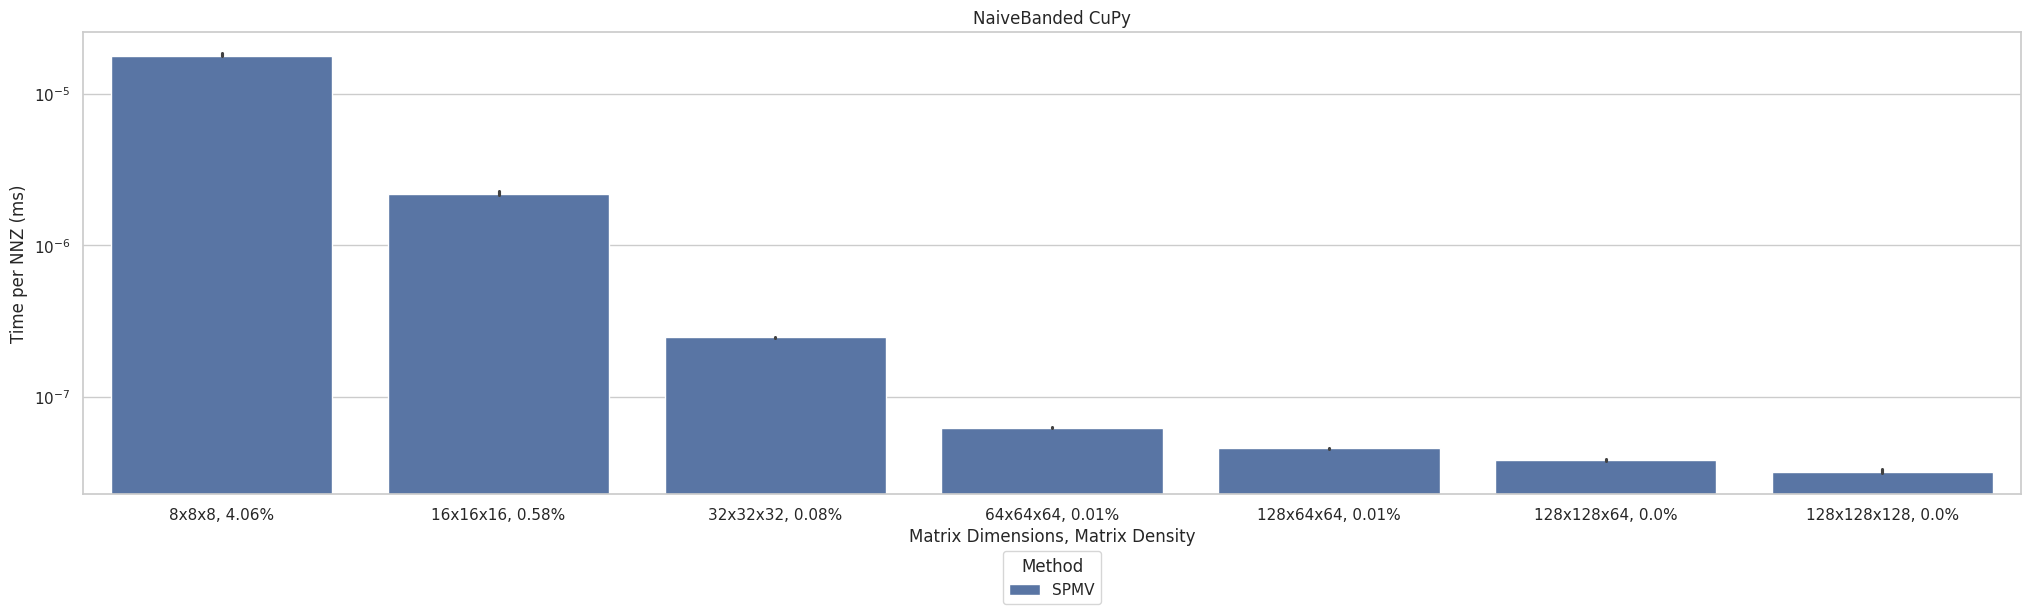 NaiveBanded CuPy
Time per NNZ (ms)
10⁻⁵
10⁻⁶
10⁻⁷
8x8x8, 4.06%
16x16x16, 0.58%
32x32x32, 0.08%
64x64x64, 0.01%
128x64x64, 0.01%
128x128x64, 0.0%
128x128x128, 0.0%
Matrix Dimensions, Matrix Density
Method
SPMV